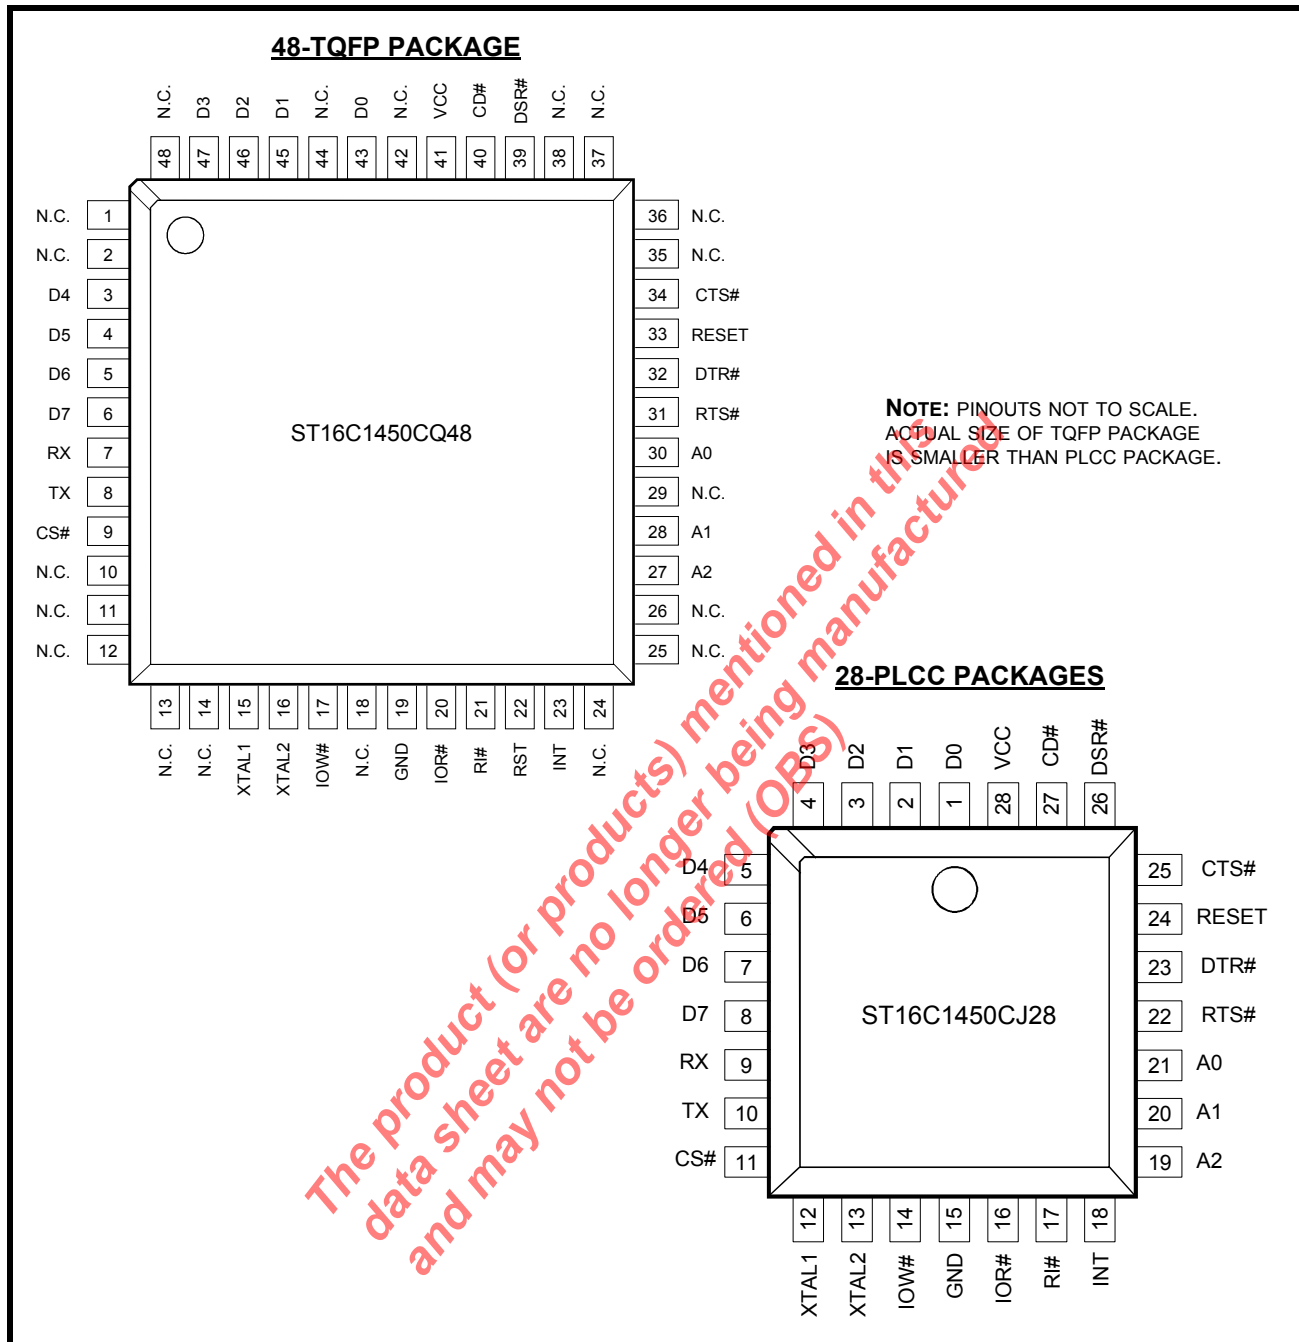 48-TQFP PACKAGE
N.C. D3 D2 D1 N.C. D0 N.C. VCC CD# DSR# N.C. N.C.
48 47 46 45 44 43 42 41 40 39 38 37
N.C. 1 36 N.C.
N.C. 2 35 N.C.
D4 3 34 CTS#
D5 4 33 RESET
D6 5 32 DTR#
D7 6 31 RTS#
ST16C1450CQ48
RX 7 30 A0
TX 8 29 N.C.
CS# 9 28 A1
N.C. 10 27 A2
N.C. 11 26 N.C.
N.C. 12 25 N.C.
13 14 15 16 17 18 19 20 21 22 23 24
N.C. N.C. XTAL1 XTAL2 IOW# N.C. GND IOR# RI# RST INT N.C.
NOTE: PINOUTS NOT TO SCALE.
ACTUAL SIZE OF TQFP PACKAGE
IS SMALLER THAN PLCC PACKAGE.
28-PLCC PACKAGES
D3 D2 D1 D0 VCC CD# DSR#
4 3 2 1 28 27 26
D4 5 25 CTS#
D5 6 24 RESET
D6 7 23 DTR#
D7 8 ST16C1450CJ28 22 RTS#
RX 9 21 A0
TX 10 20 A1
CS# 11 19 A2
12 13 14 15 16 17 18
XTAL1 XTAL2 IOW# GND IOR# RI# INT
The product (or products) mentioned in this
data sheet are no longer being manufactured
and may not be ordered (OBS)